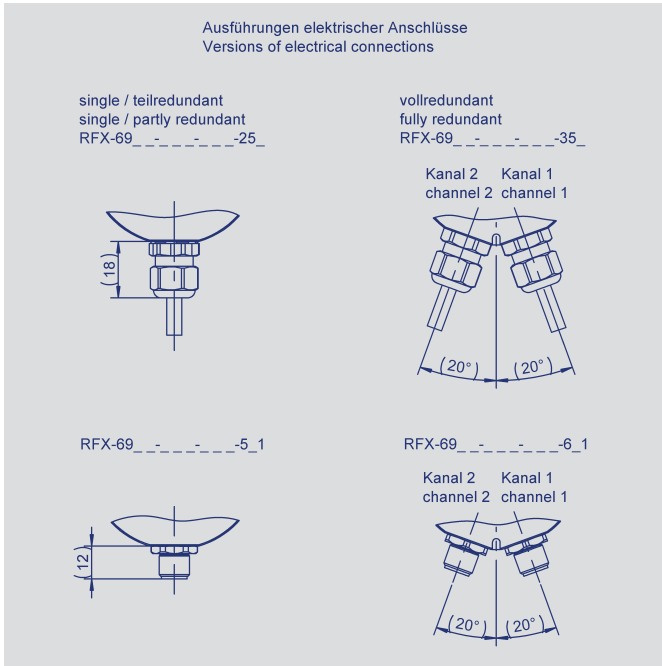 Ausführungen elektrischer Anschlüsse
Versions of electrical connections
single / teilredundant
single / partly redundant
RFX-69_ _-_ _ _-_ _ _-25_
vollredundant
fully redundant
RFX-69_ _-_ _ _-_ _ _-35_
Kanal 2 Kanal 1
channel 2 channel 1
(18)
(20°) (20°)
RFX-69_ _-_ _ _-_ _ _-5_1
RFX-69_ _-_ _ _-_ _ _-6_1
Kanal 2 Kanal 1
channel 2 channel 1
(12)
(20°) (20°)